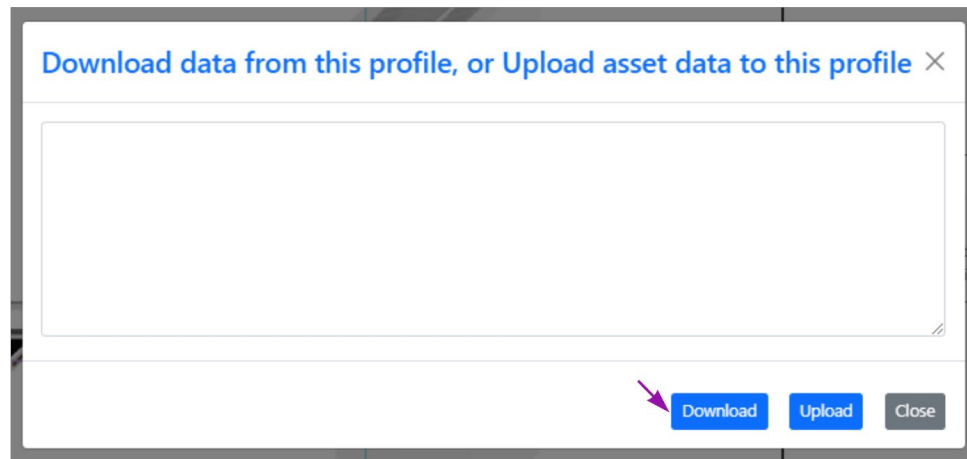 Download data from this profile, or Upload asset data to this profile
Download Upload Close